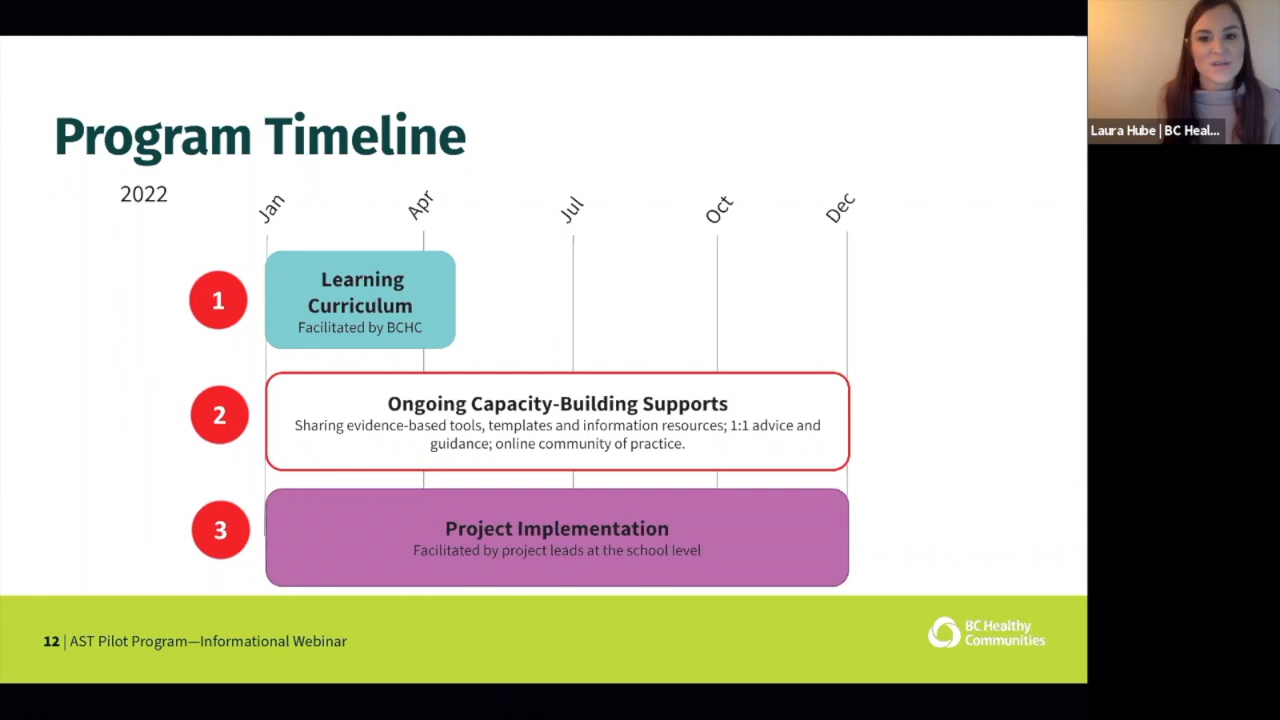 Program Timeline
2022
Jan
Apr
Jul
Oct
Dec
1
Learning
Curriculum
Facilitated by BCHC
2
Ongoing Capacity-Building Supports
Sharing evidence-based tools, templates and information resources; 1:1 advice and
guidance; online community of practice.
3
Project Implementation
Facilitated by project leads at the school level
12 | AST Pilot Program—Informational Webinar
BC Healthy
Communities
Laura Hube | BC Heal...